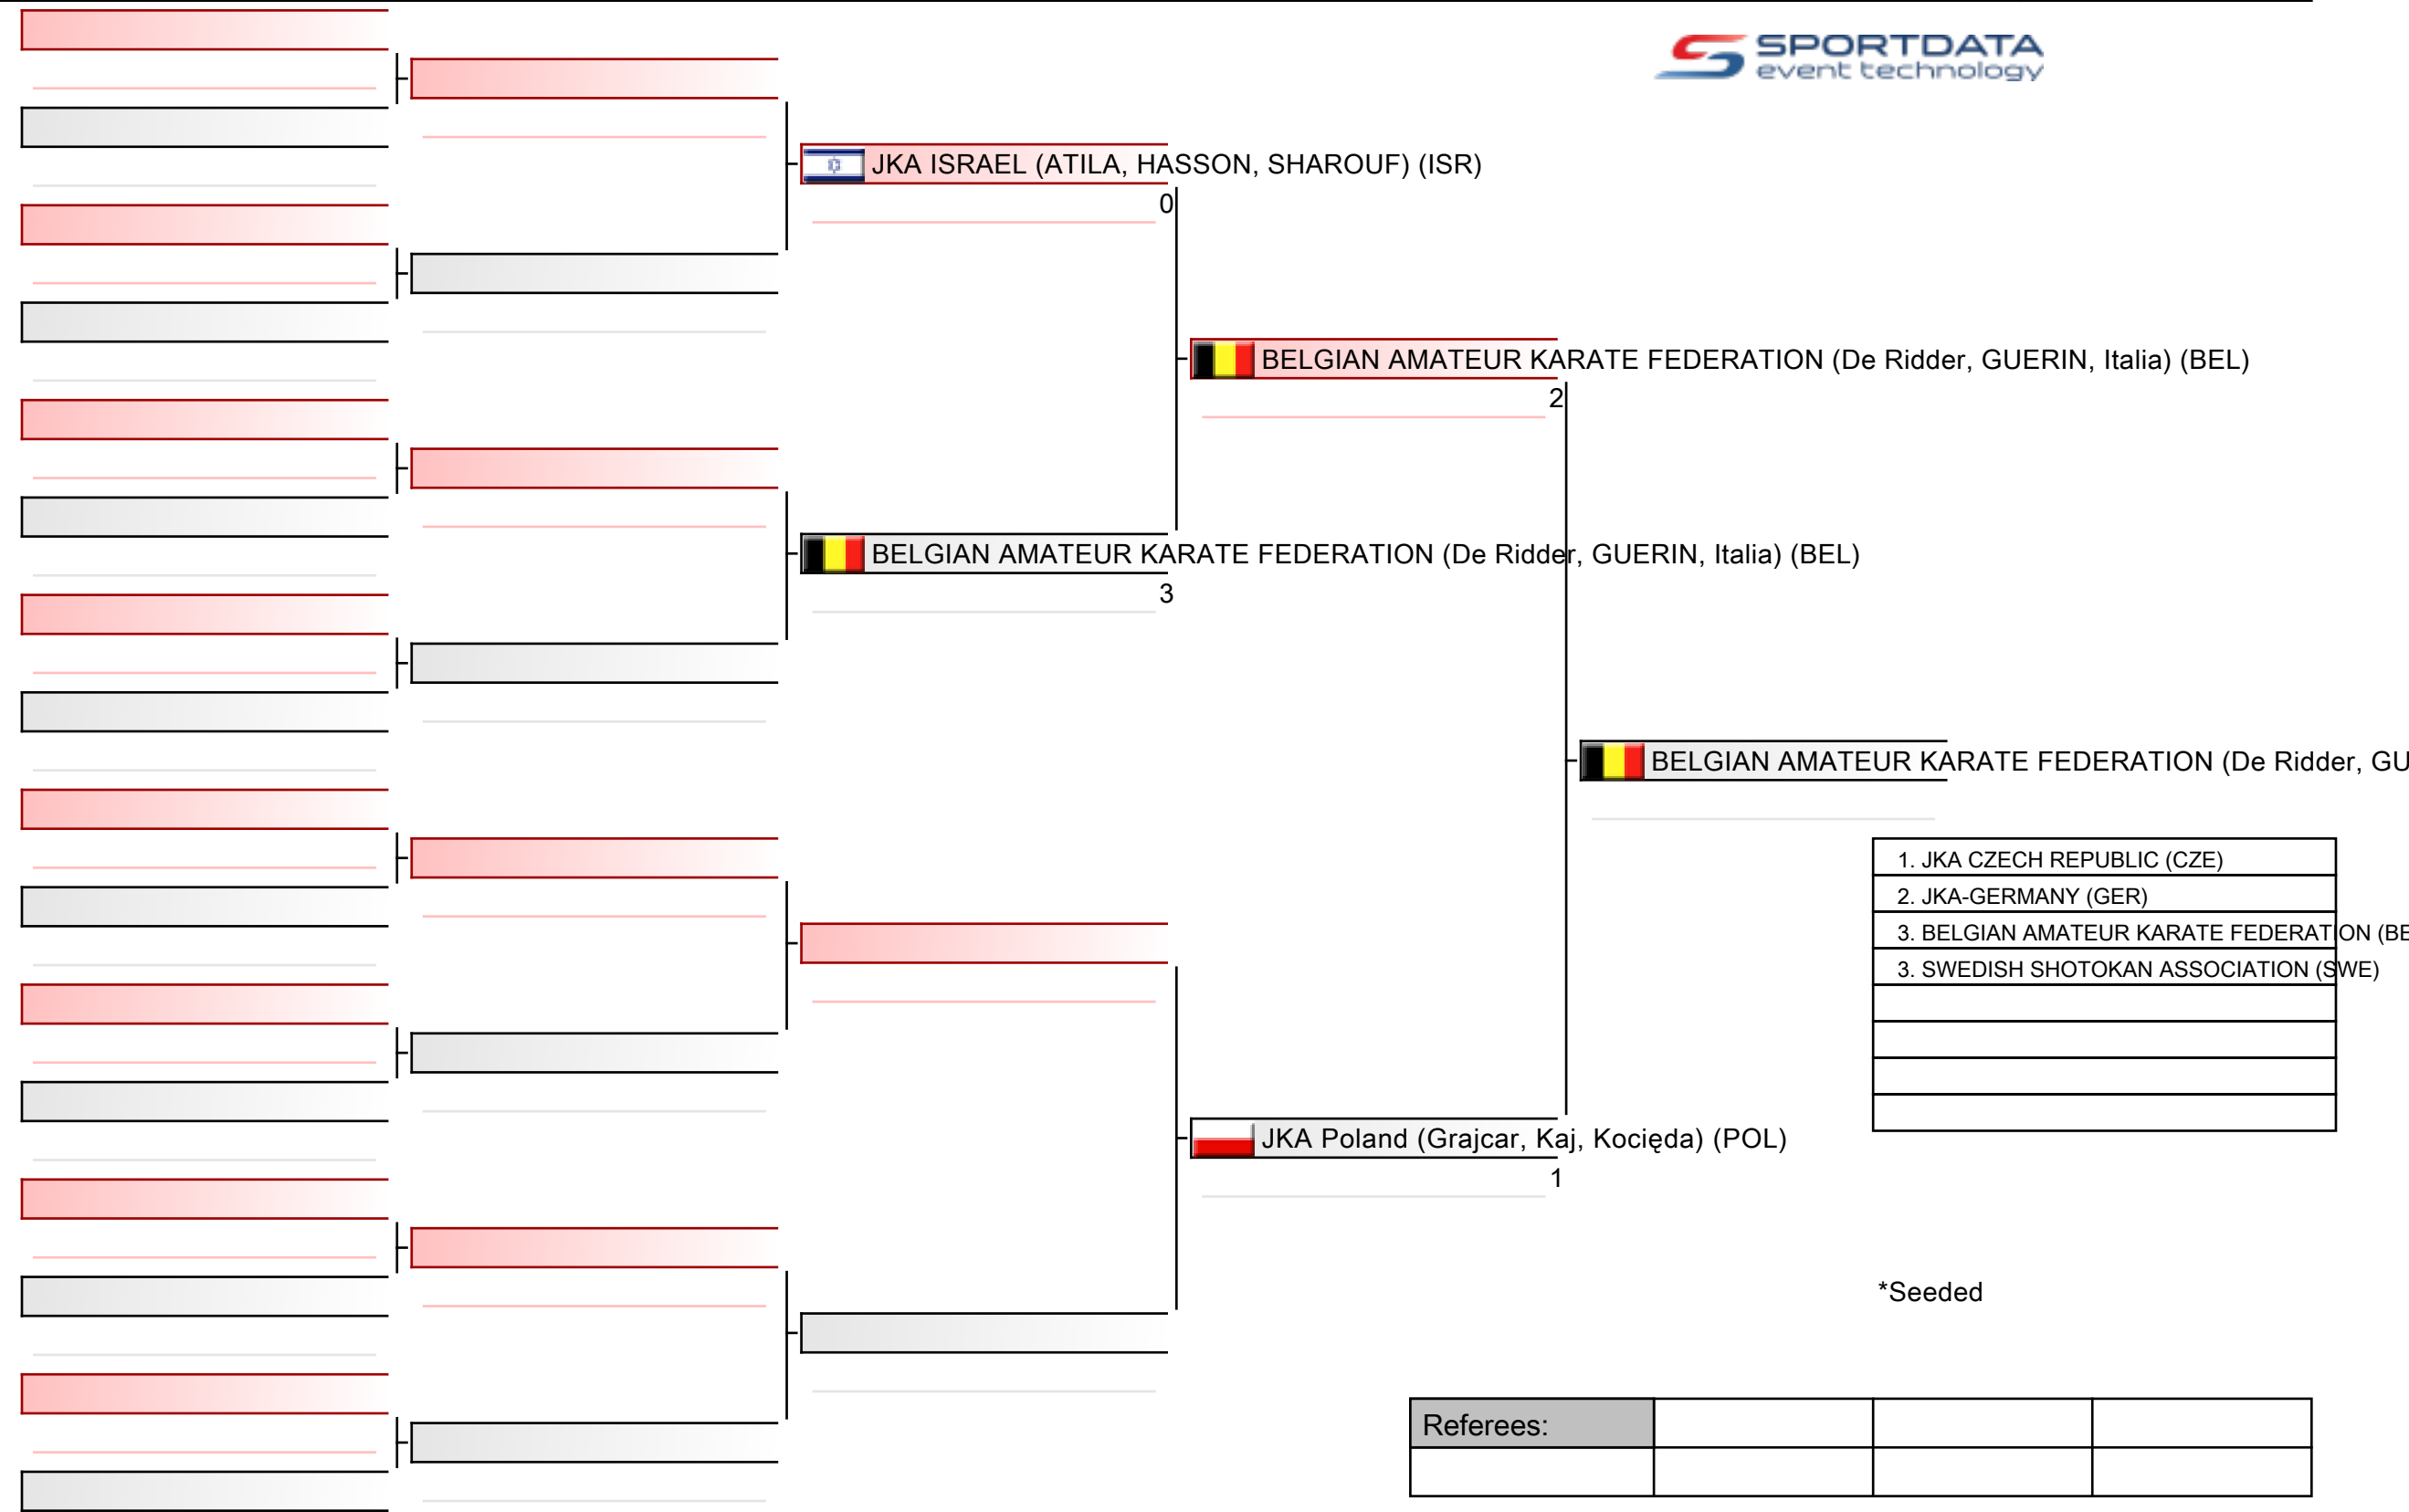 SPORTDATA
event technology
JKA ISRAEL (ATILA, HASSON, SHAROUF) (ISR)
0
BELGIAN AMATEUR KARATE FEDERATION (De Ridder, GUERIN, Italia) (BEL)
2
BELGIAN AMATEUR KARATE FEDERATION (De Ridder, GUERIN, Italia) (BEL)
3
BELGIAN AMATEUR KARATE FEDERATION (De Ridder, GU
1. JKA CZECH REPUBLIC (CZE)
2. JKA-GERMANY (GER)
3. BELGIAN AMATEUR KARATE FEDERATION (BE
3. SWEDISH SHOTOKAN ASSOCIATION (SWE)
JKA Poland (Grajcar, Kaj, Kocięda) (POL)
1
*Seeded
Referees: